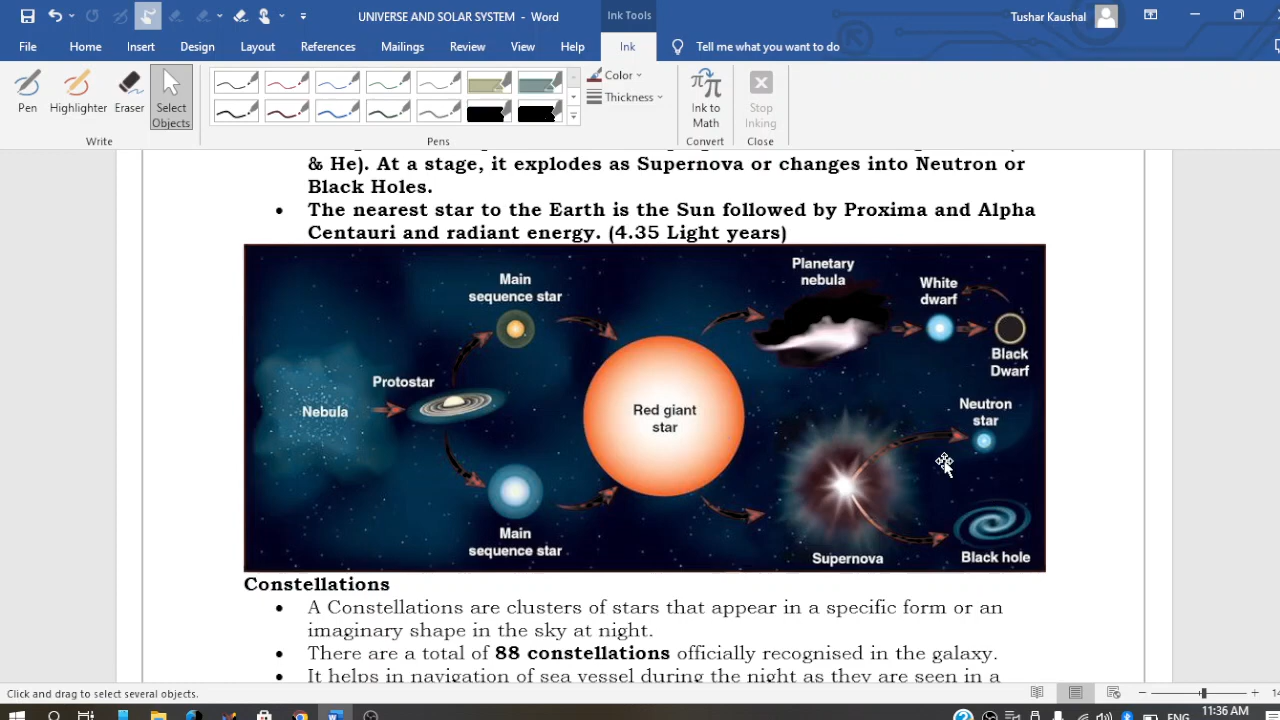 UNIVERSE AND SOLAR SYSTEM - Word
Ink Tools
Tushar Kaushal
File Home Insert Design Layout References Mailings Review View Help Ink Tell me what you want to do
Pen Highlighter Eraser Select Objects
Color
Thickness
Ink to Math
Stop Inking
Write Pens Convert Close
& He). At a stage, it explodes as Supernova or changes into Neutron or
Black Holes.
• The nearest star to the Earth is the Sun followed by Proxima and Alpha
Centauri and radiant energy. (4.35 Light years)
Main
sequence star
Planetary
nebula
White
dwarf
Black
Dwarf
Protostar
Nebula
Red giant
star
Neutron
star
Main
sequence star
Supernova
Black hole
Constellations
• A Constellations are clusters of stars that appear in a specific form or an
imaginary shape in the sky at night.
• There are a total of 88 constellations officially recognised in the galaxy.
• It helps in navigation of sea vessel during the night as they are seen in a
Click and drag to select several objects.
ENG 11:36 AM